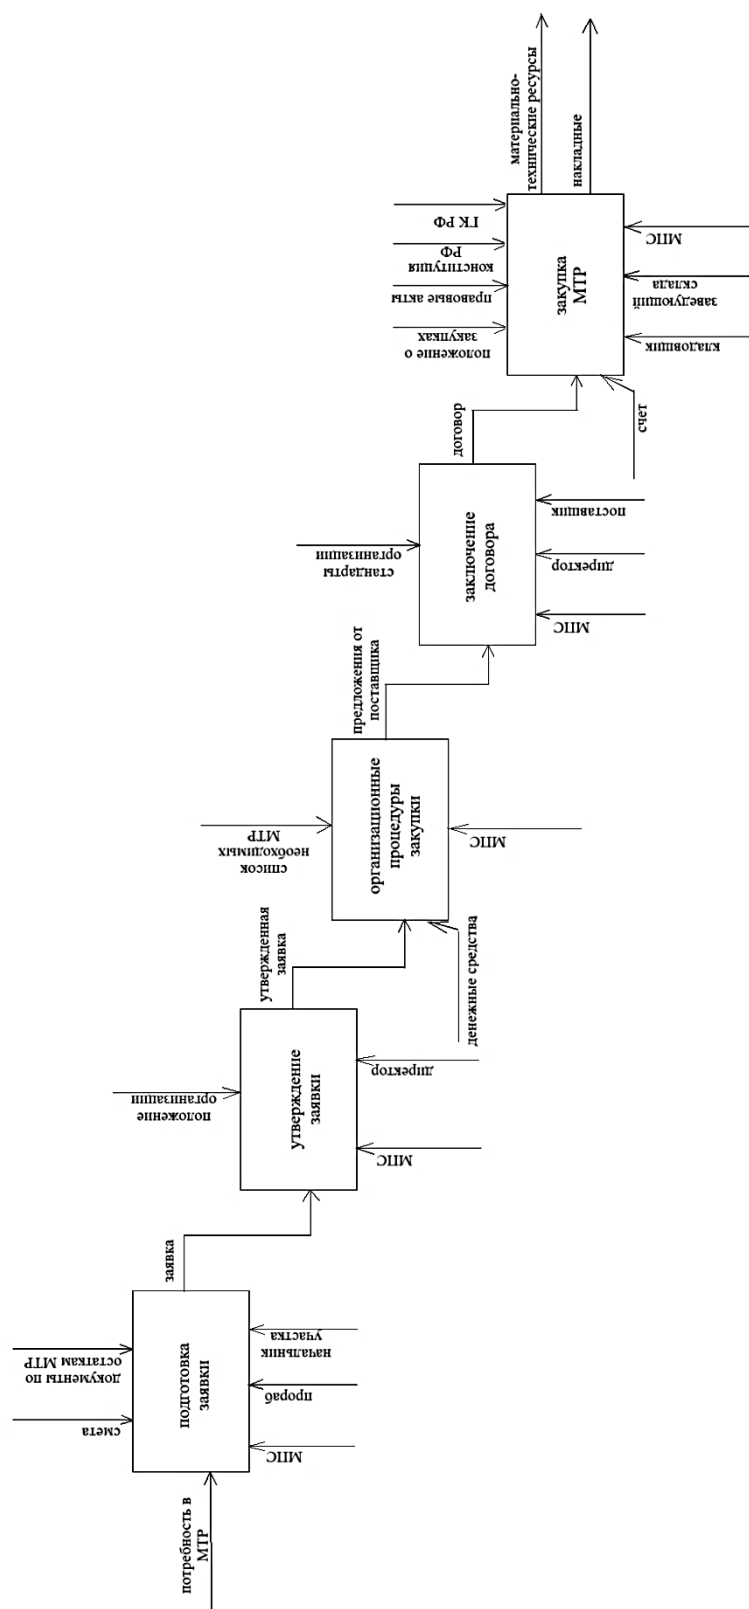 потребность в
МТР
смета
документы по
остаткам МТР
подготовка
заявки
МПС
прораб
начальник
участка
заявка
положение
организации
утверждение
заявки
МПС
директор
утвержденная
заявка
денежные средства
список
необходимых
МТР
организационные
процедуры
закупки
МПС
предложения от
поставщика
стандарты
организации
заключение
договора
МПС
директор
поставщик
договор
счет
положение о
закупках
правовые акты
конституция
РФ
ГК РФ
закупка
МТР
кладовщик
заведующий
склада
МПС
материально-
технические ресурсы
накладные